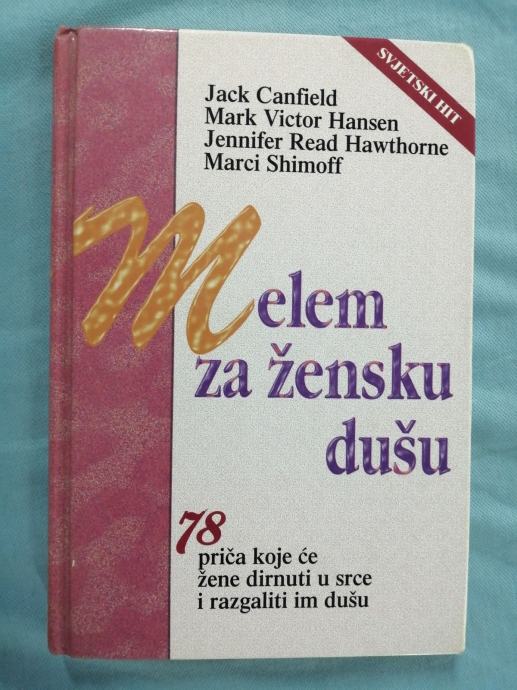 SVJETSKI HIT
Jack Canfield
Mark Victor Hansen
Jennifer Read Hawthorne
Marci Shimoff
Melem
za žensku
dušu
78
priča koje će
žene dirnuti u srce
i razgaliti im dušu